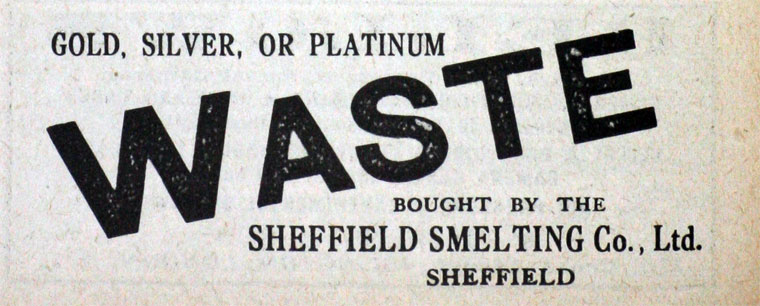 GOLD, SILVER, OR PLATINUM
WASTE
BOUGHT BY THE
SHEFFIELD SMELTING Co., Ltd.
SHEFFIELD